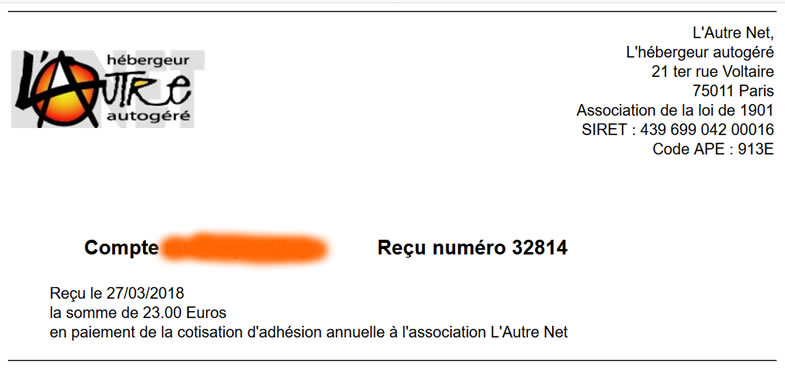 hébergeur
L'Autre
NET
autogéré
L'Autre Net,
L'hébergeur autogéré
21 ter rue Voltaire
75011 Paris
Association de la loi de 1901
SIRET : 439 699 042 00016
Code APE : 913E
Compte Reçu numéro 32814
Reçu le 27/03/2018
la somme de 23.00 Euros
en paiement de la cotisation d'adhésion annuelle à l'association L'Autre Net